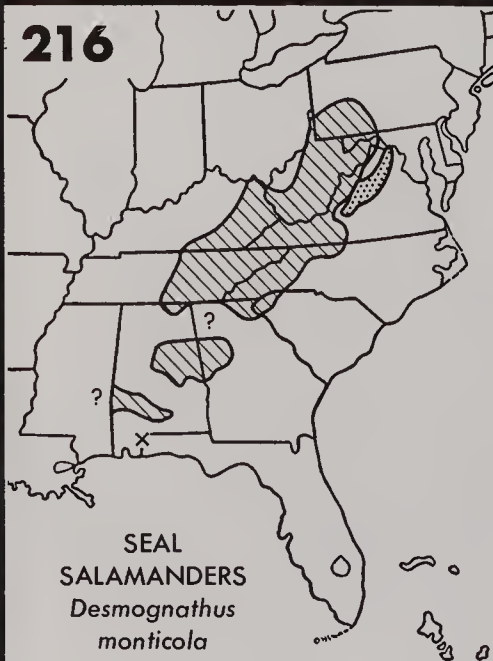 216
?
?
X
SEAL
SALAMANDERS
Desmognathus
monticola